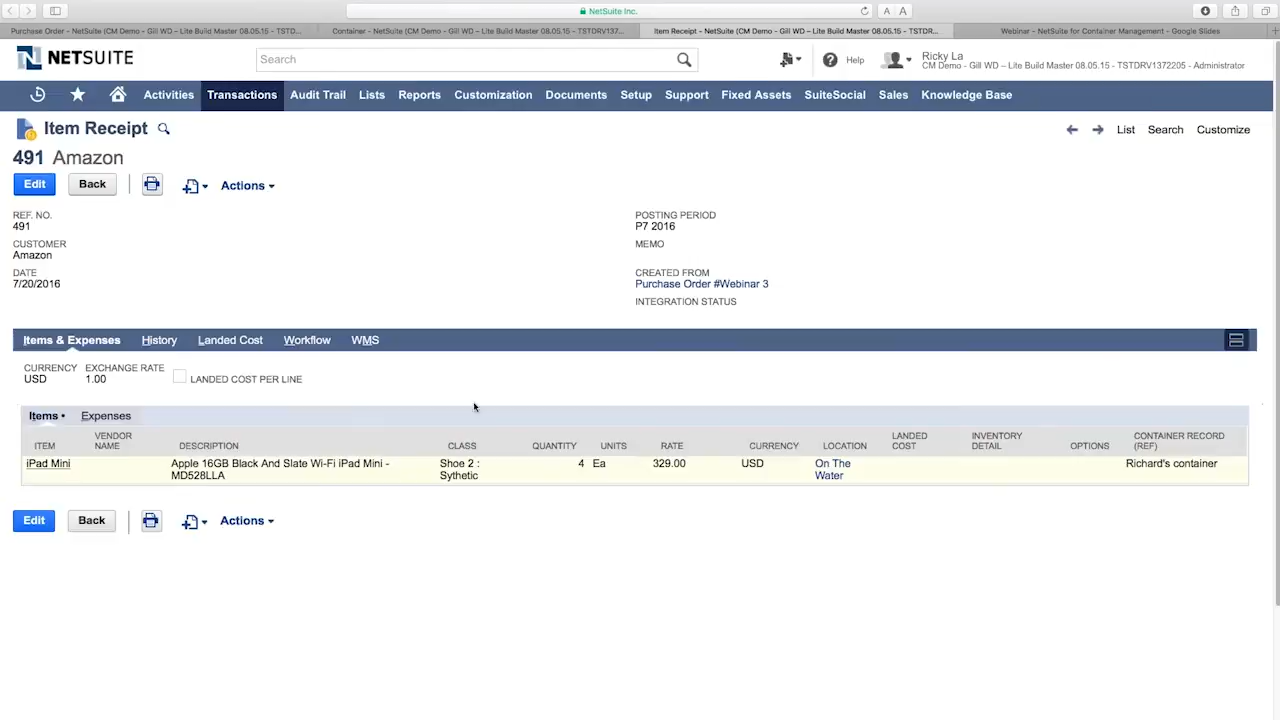 NetSuite Inc.
A A
Purchase Order - NetSuite (CM Demo - Gill WD – Lite Build Master 08.05.15 - TSTD...
Container - NetSuite (CM Demo - Gill WD – Lite Build Master 08.05.15 - TSTDRV137...
Item Receipt - NetSuite (CM Demo - Gill WD – Lite Build Master 08.05.15 - TSTDR...
Webinar - NetSuite for Container Management - Google Slides
NETSUITE
Search
Help
Ricky La
CM Demo - Gill WD – Lite Build Master 08.05.15 - TSTDRV1372205 - Administrator
Activities Transactions Audit Trail Lists Reports Customization Documents Setup Support Fixed Assets SuiteSocial Sales Knowledge Base
Item Receipt
List Search Customize
491 Amazon
Edit Back Actions
REF. NO.
491
CUSTOMER
Amazon
DATE
7/20/2016
POSTING PERIOD
P7 2016
MEMO
CREATED FROM
Purchase Order #Webinar 3
INTEGRATION STATUS
Items & Expenses History Landed Cost Workflow WMS
CURRENCY
USD
EXCHANGE RATE
1.00
LANDED COST PER LINE
Items • Expenses
ITEM VENDOR NAME DESCRIPTION CLASS QUANTITY UNITS RATE CURRENCY LOCATION LANDED COST INVENTORY DETAIL OPTIONS CONTAINER RECORD (REF)
iPad Mini Apple 16GB Black And Slate Wi-Fi iPad Mini - Shoe 2 : 4 Ea 329.00 USD On The Richard's container
MD528LLA Sythetic Water
Edit Back Actions